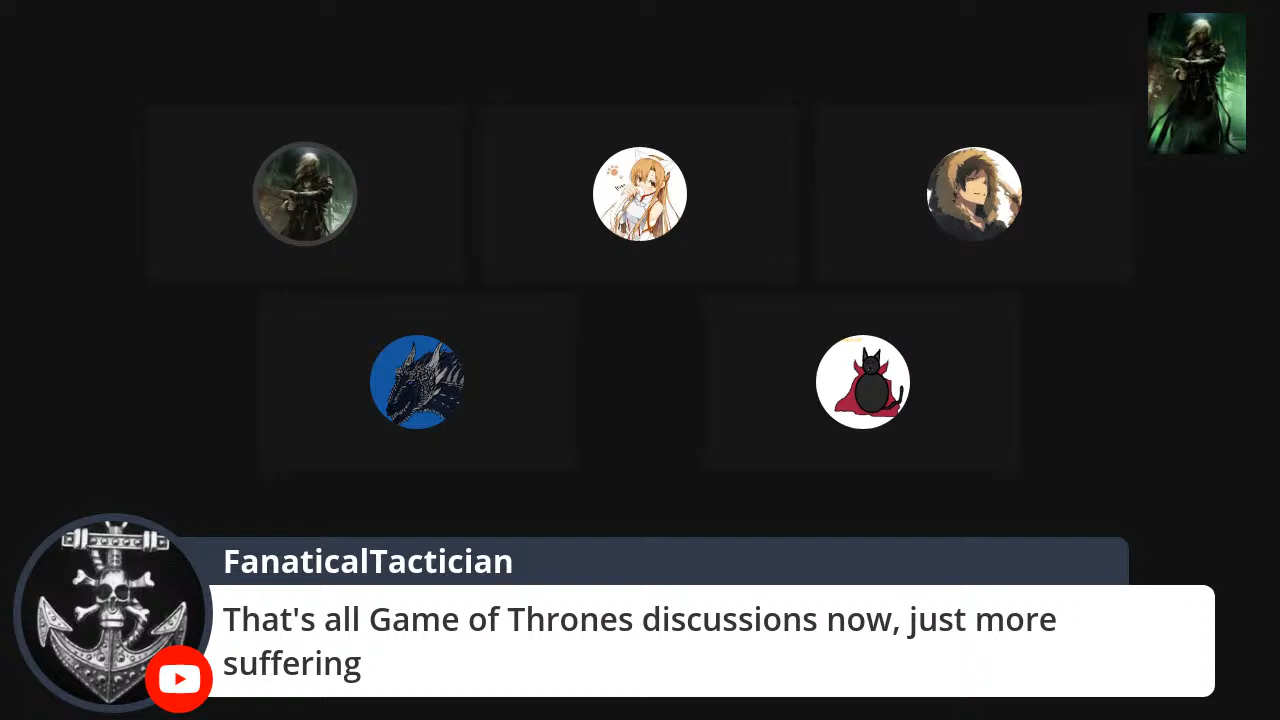 FanaticalTactician
That's all Game of Thrones discussions now, just more
suffering